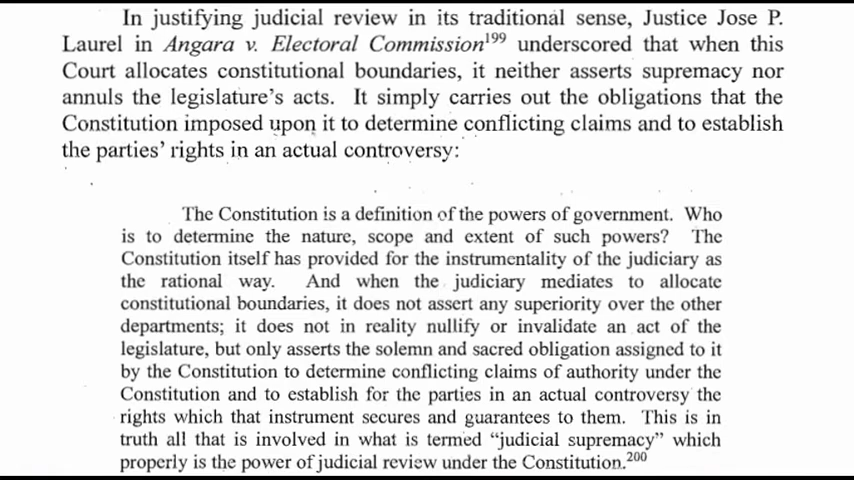 In justifying judicial review in its traditional sense, Justice Jose P.
Laurel in Angara v. Electoral Commission199 underscored that when this
Court allocates constitutional boundaries, it neither asserts supremacy nor
annuls the legislature's acts. It simply carries out the obligations that the
Constitution imposed upon it to determine conflicting claims and to establish
the parties' rights in an actual controversy:
The Constitution is a definition of the powers of government. Who
is to determine the nature, scope and extent of such powers? The
Constitution itself has provided for the instrumentality of the judiciary as
the rational way. And when the judiciary mediates to allocate
constitutional boundaries, it does not assert any superiority over the other
departments; it does not in reality nullify or invalidate an act of the
legislature, but only asserts the solemn and sacred obligation assigned to it
by the Constitution to determine conflicting claims of authority under the
Constitution and to establish for the parties in an actual controversy the
rights which that instrument secures and guarantees to them. This is in
truth all that is involved in what is termed "judicial supremacy" which
properly is the power of judicial review under the Constitution.200